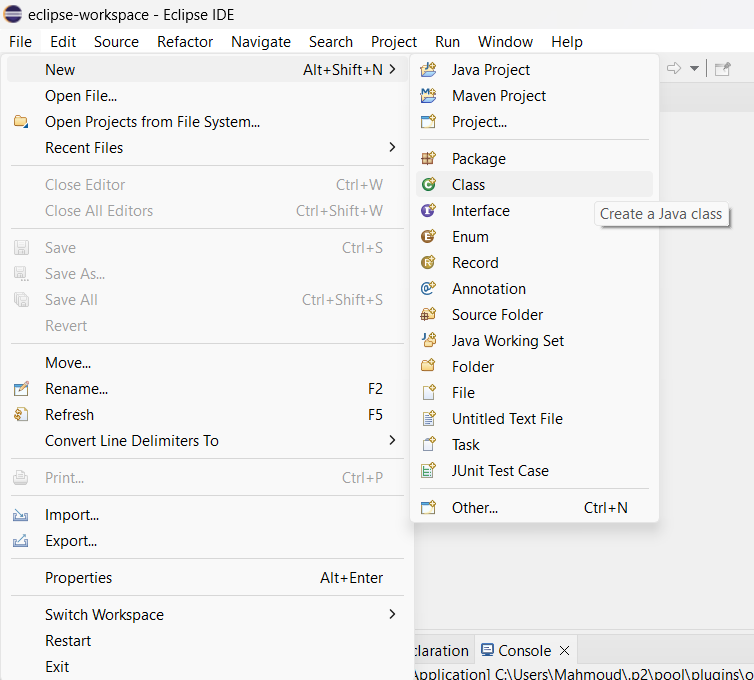 eclipse-workspace - Eclipse IDE
File Edit Source Refactor Navigate Search Project Run Window Help
New Alt+Shift+N
Open File...
Open Projects from File System...
Recent Files
Close Editor Ctrl+W
Close All Editors Ctrl+Shift+W
Save Ctrl+S
Save As...
Save All Ctrl+Shift+S
Revert
Move...
Rename... F2
Refresh F5
Convert Line Delimiters To
Print... Ctrl+P
Import...
Export...
Properties Alt+Enter
Switch Workspace
Restart
Exit
Java Project
Maven Project
Project...
Package
Class
Interface
Create a Java class
Enum
Record
Annotation
Source Folder
Java Working Set
Folder
File
Untitled Text File
Task
JUnit Test Case
Other... Ctrl+N
claration Console
Application] C:\Users\Mahmoud\.p2\pool\plugins\o